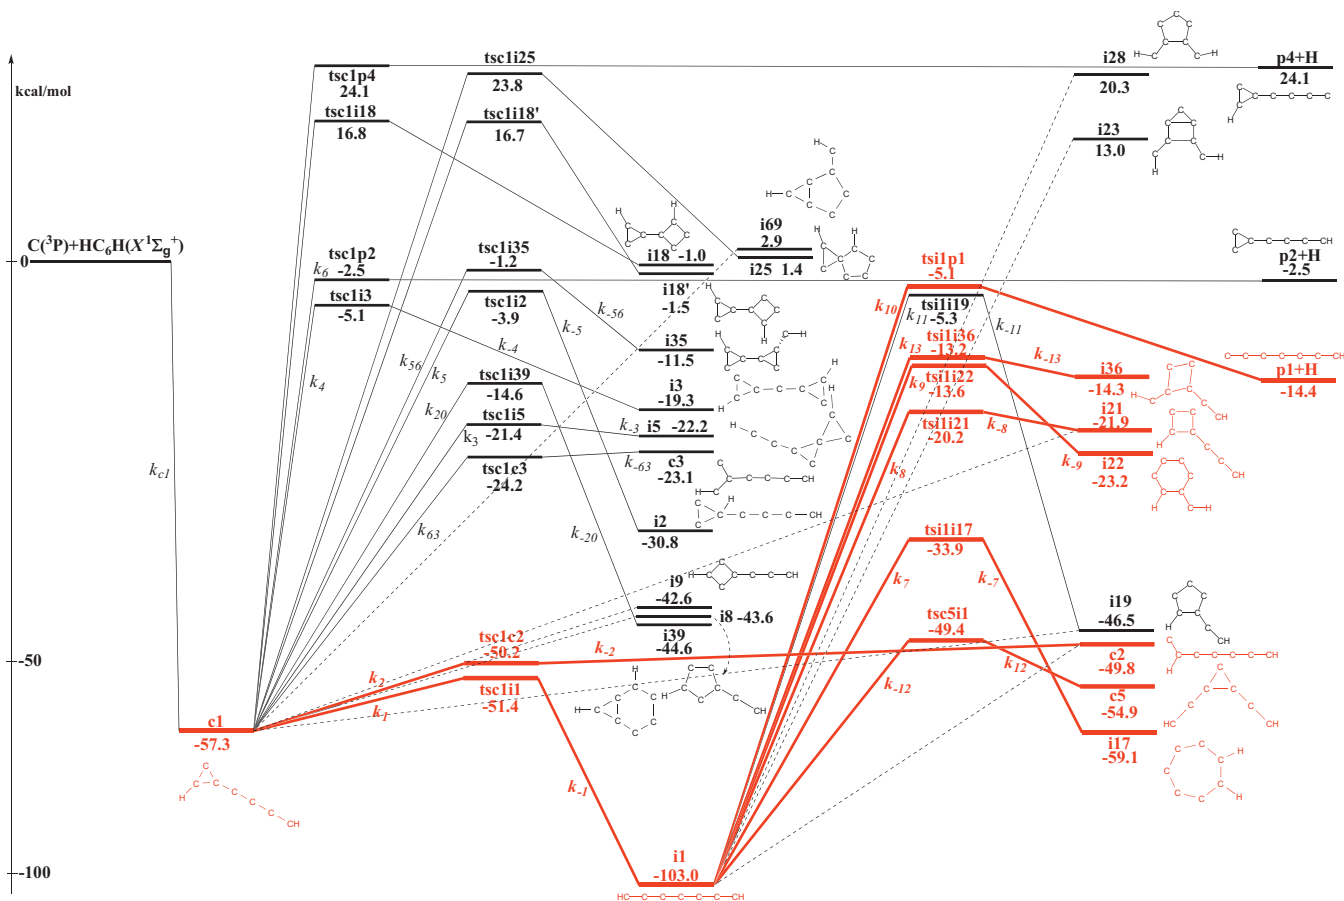 kcal/mol
0
-50
-100
C(³P)+HC₆H(X¹Σg⁺)
kc1
c1
-57.3
tsc1p4
24.1
tsc1i18
16.8
tsc1i25
23.8
tsc1i18'
16.7
k6
tsc1p2
-2.5
tsc1i3
-5.1
k4
tsc1i35
-1.2
tsc1i2
-3.9
k56
k5
k20
tsc1i39
-14.6
k3
tsc1i5
-21.4
tsc1c3
-24.2
k63
k-56
k-5
k-4
k-3
k-63
k-20
i18 -1.0
i18'
-1.5
i69
2.9
i25 1.4
i35
-11.5
i3
-19.3
i5 -22.2
c3
-23.1
i2
-30.8
i9
-42.6
i8 -43.6
i39
-44.6
tsc1c2
-50.2
k2
k-2
tsc1i1
-51.4
k1
k-1
i1
-103.0
tsi1p1
-5.1
k10
k11
tsi1i19
-5.3
k-11
k13
tsi1i36
-13.2
k-13
k9
tsi1i22
-13.6
k-9
tsi1i21
-20.2
k8
k-8
tsi1i17
-33.9
k7
k-7
tsc5i1
-49.4
k-12
k12
i28
20.3
i23
13.0
i36
-14.3
i21
-21.9
i22
-23.2
i19
-46.5
c2
-49.8
c5
-54.9
i17
-59.1
p4+H
24.1
p2+H
-2.5
p1+H
-14.4